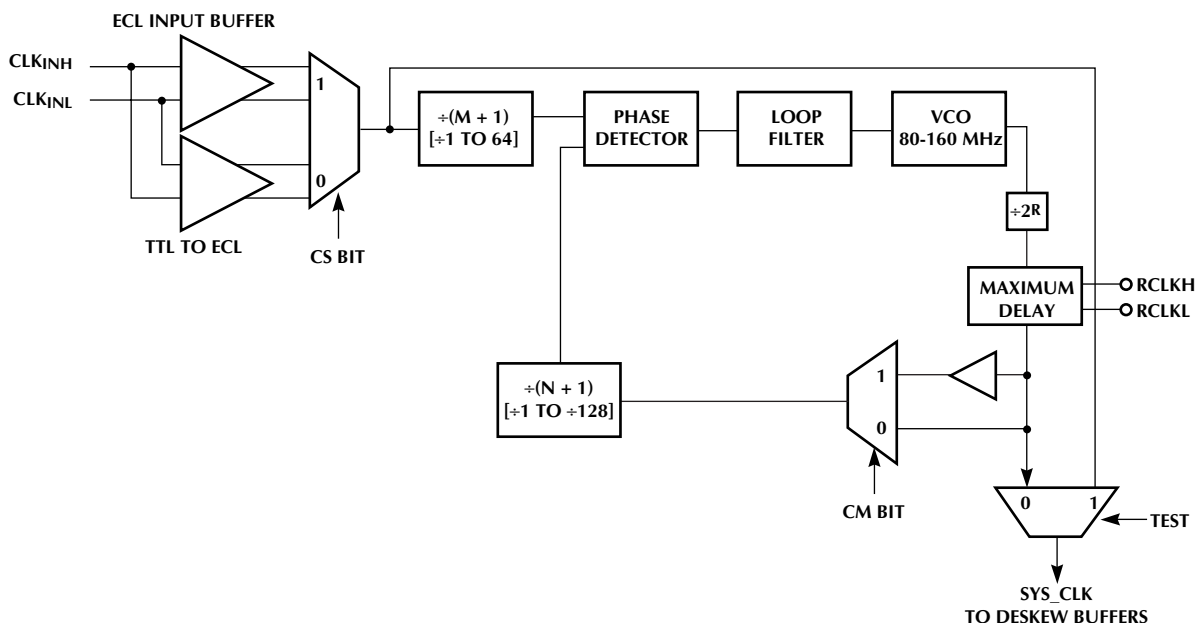 ECL INPUT BUFFER
CLKINH
CLKINL
1
0
TTL TO ECL
CS BIT
÷(M + 1)
[÷1 TO 64]
PHASE
DETECTOR
LOOP
FILTER
VCO
80-160 MHz
÷2R
MAXIMUM
DELAY
RCLKH
RCLKL
÷(N + 1)
[÷1 TO ÷128]
1
0
CM BIT
0
1
TEST
SYS_CLK
TO DESKEW BUFFERS